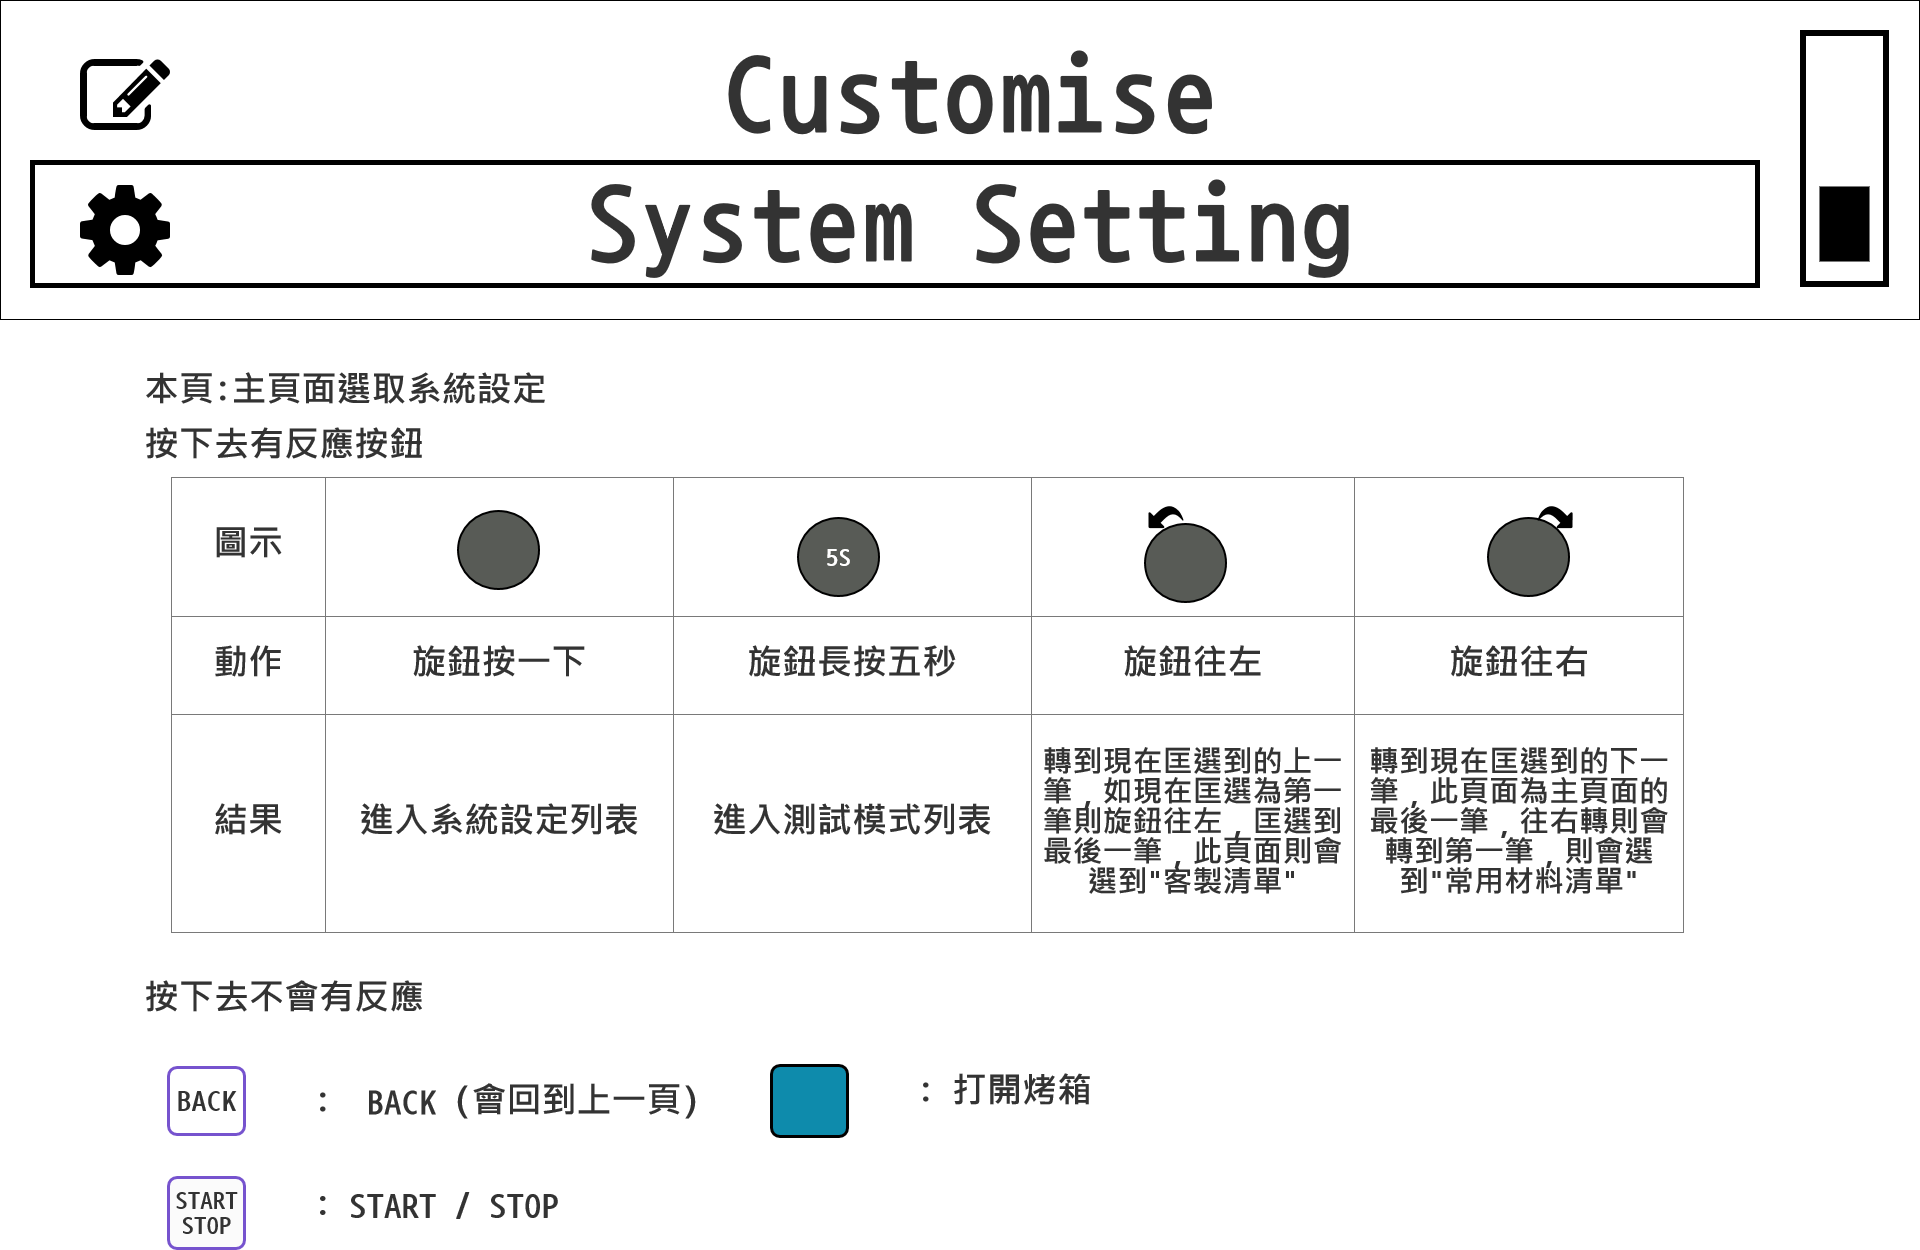 Customise
System Setting
本頁:主頁面選取系統設定
按下去有反應按鈕
圖示
5S
動作
旋鈕按一下
旋鈕長按五秒
旋鈕往左
旋鈕往右
結果
進入系統設定列表
進入測試模式列表
轉到現在匡選到的上一
筆,如現在匡選為第一
筆則旋鈕往左,匡選到
最後一筆,此頁面則會
選到"客製清單"
轉到現在匡選到的下一
筆,此頁面為主頁面的
最後一筆,往右轉則會
轉到第一筆,則會選
到"常用材料清單"
按下去不會有反應
BACK
: BACK (會回到上一頁)
: 打開烤箱
START
STOP
: START / STOP